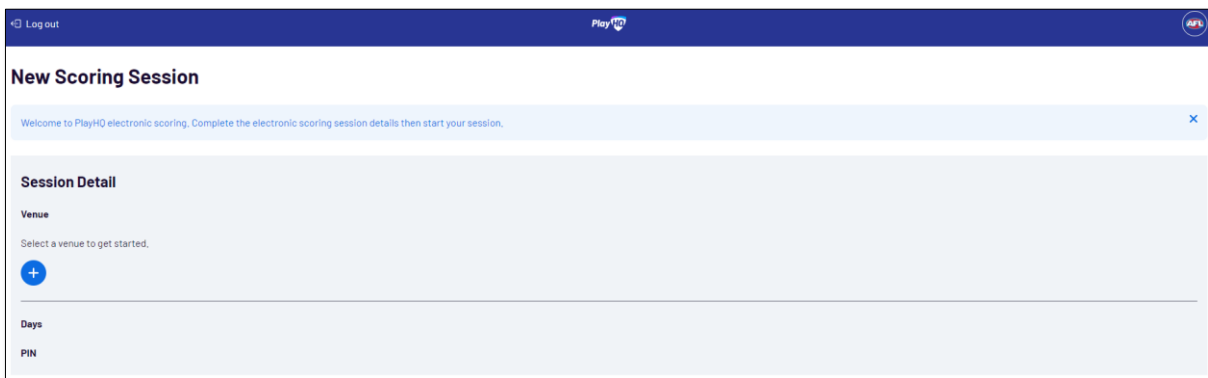 Log out
PlayHQ
AFL
New Scoring Session
Welcome to PlayHQ electronic scoring. Complete the electronic scoring session details then start your session.
Session Detail
Venue
Select a venue to get started.
Days
PIN